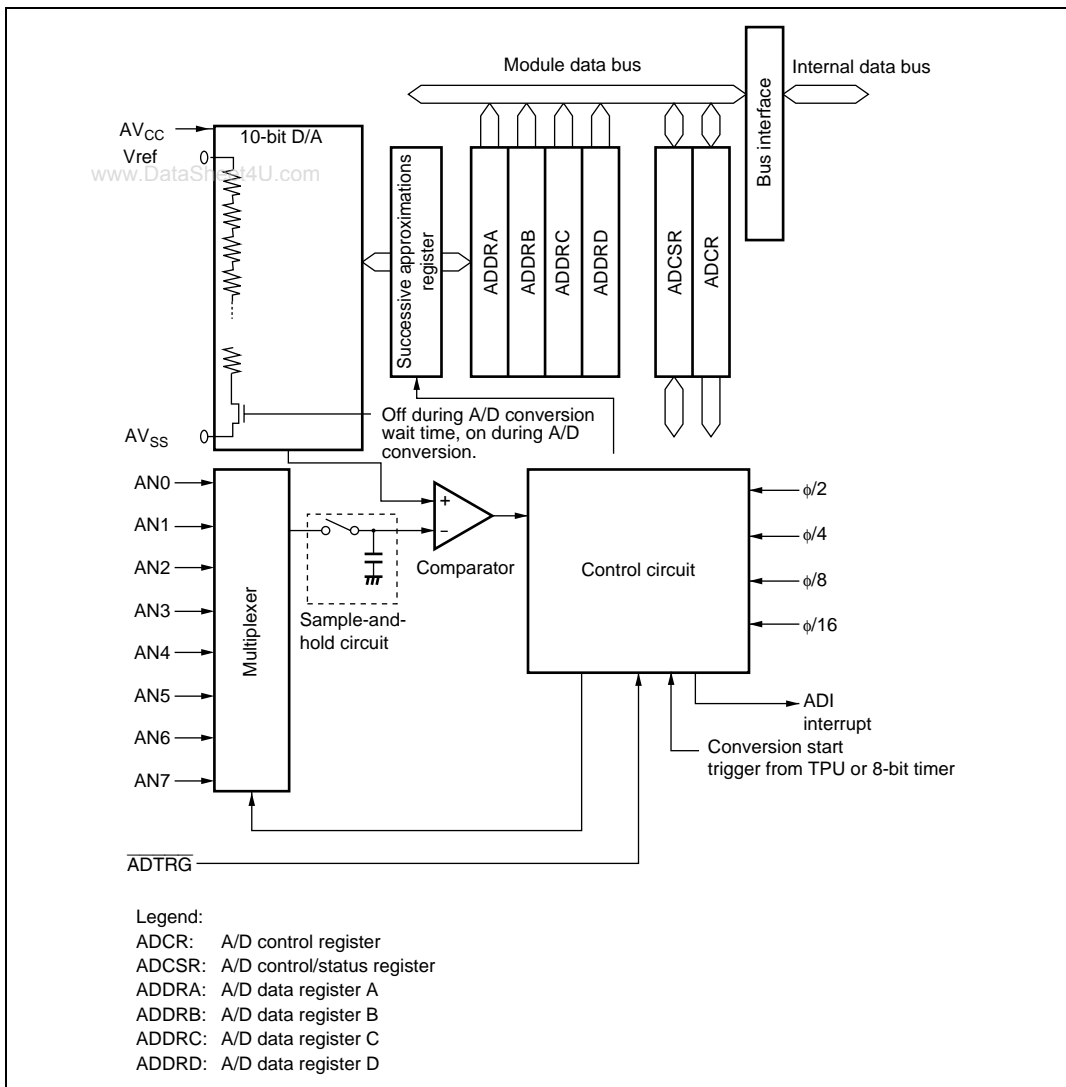 Module data bus
Internal data bus
Bus interface
AVCC
10-bit D/A
Vref
www.DataSheet4U.com
Successive approximations
register
ADDRA
ADDRB
ADDRC
ADDRD
ADCSR
ADCR
Off during A/D conversion
wait time, on during A/D
conversion.
AVSS
AN0
AN1
AN2
AN3
AN4
AN5
AN6
AN7
Multiplexer
+
−
Comparator
Sample-and-
hold circuit
Control circuit
ϕ/2
ϕ/4
ϕ/8
ϕ/16
ADI
interrupt
Conversion start
trigger from TPU or 8-bit timer
ADTRG
Legend:
ADCR: A/D control register
ADCSR: A/D control/status register
ADDRA: A/D data register A
ADDRB: A/D data register B
ADDRC: A/D data register C
ADDRD: A/D data register D